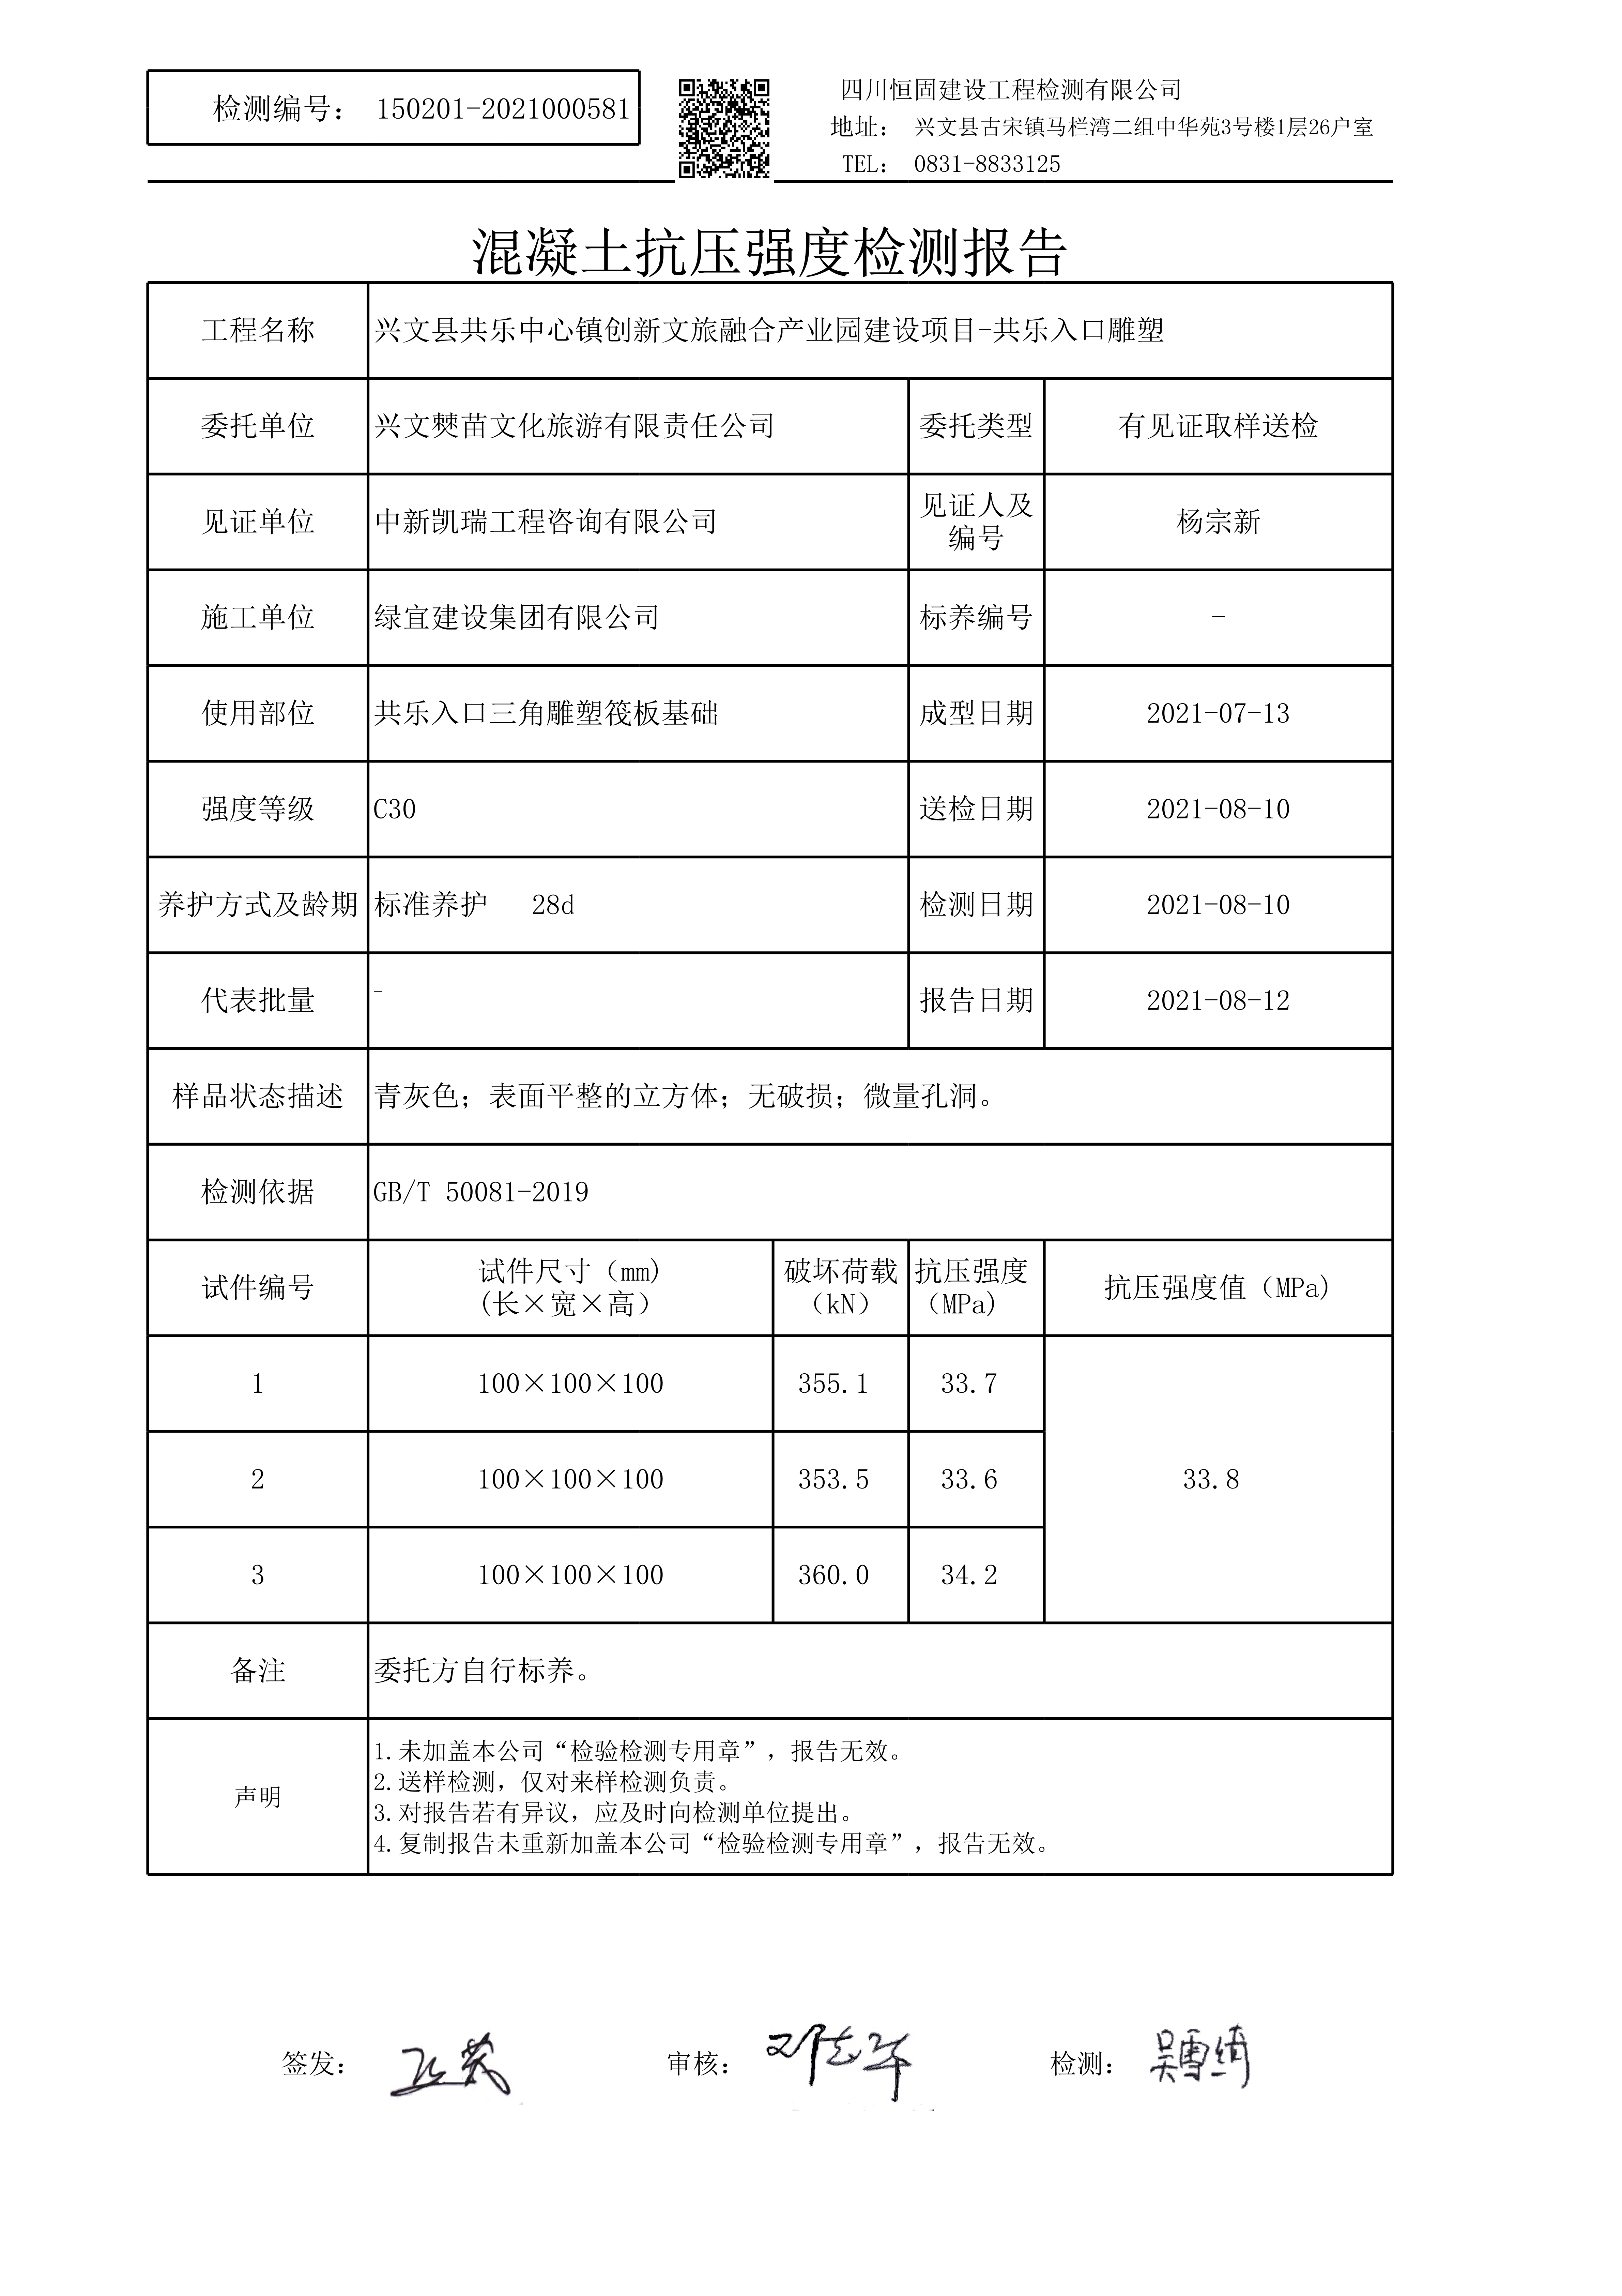 检测编号： 150201-2021000581
四川恒固建设工程检测有限公司
地址： 兴文县古宋镇马栏湾二组中华苑3号楼1层26户室
TEL： 0831-8833125
混凝土抗压强度检测报告
工程名称 兴文县共乐中心镇创新文旅融合产业园建设项目-共乐入口雕塑
委托单位 兴文僰苗文化旅游有限责任公司 委托类型 有见证取样送检
见证单位 中新凯瑞工程咨询有限公司 见证人及编号 杨宗新
施工单位 绿宜建设集团有限公司 标养编号 -
使用部位 共乐入口三角雕塑筏板基础 成型日期 2021-07-13
强度等级 C30 送检日期 2021-08-10
养护方式及龄期 标准养护 28d 检测日期 2021-08-10
代表批量 - 报告日期 2021-08-12
样品状态描述 青灰色；表面平整的立方体；无破损；微量孔洞。
检测依据 GB/T 50081-2019
试件编号 试件尺寸（mm)(长×宽×高） 破坏荷载（kN） 抗压强度（MPa) 抗压强度值（MPa)
1 100×100×100 355.1 33.7
2 100×100×100 353.5 33.6 33.8
3 100×100×100 360.0 34.2
备注 委托方自行标养。
声明
1.未加盖本公司“检验检测专用章”，报告无效。
2.送样检测，仅对来样检测负责。
3.对报告若有异议，应及时向检测单位提出。
4.复制报告未重新加盖本公司“检验检测专用章”，报告无效。
签发： 审核： 检测： 吴雪绮